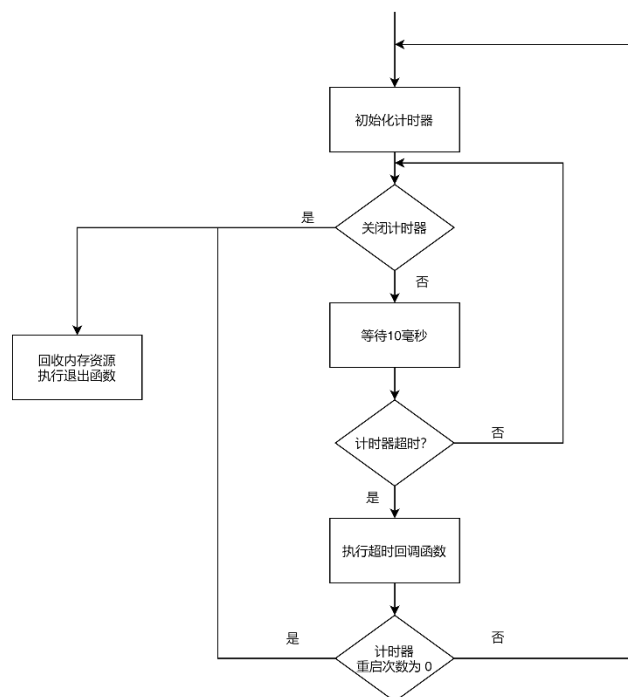 初始化计时器
是
关闭计时器
否
等待10毫秒
回收内存资源
执行退出函数
计时器超时?
否
是
执行超时回调函数
是
计时器
重启次数为 0
否